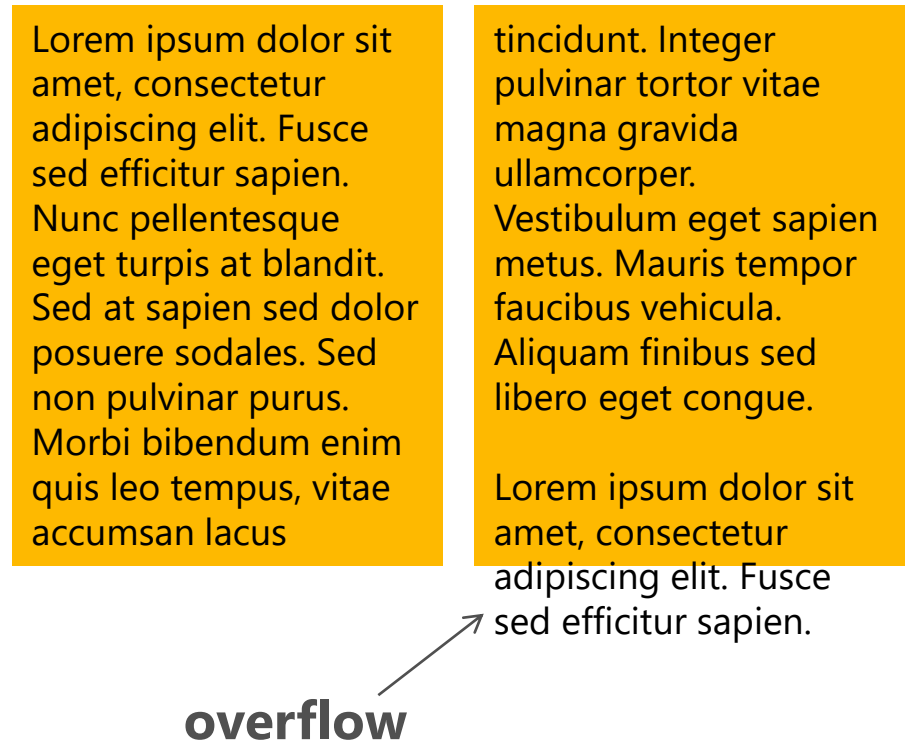 Lorem ipsum dolor sit
amet, consectetur
adipiscing elit. Fusce
sed efficitur sapien.
Nunc pellentesque
eget turpis at blandit.
Sed at sapien sed dolor
posuere sodales. Sed
non pulvinar purus.
Morbi bibendum enim
quis leo tempus, vitae
accumsan lacus
tincidunt. Integer
pulvinar tortor vitae
magna gravida
ullamcorper.
Vestibulum eget sapien
metus. Mauris tempor
faucibus vehicula.
Aliquam finibus sed
libero eget congue.
Lorem ipsum dolor sit
amet, consectetur
adipiscing elit. Fusce
sed efficitur sapien.
overflow